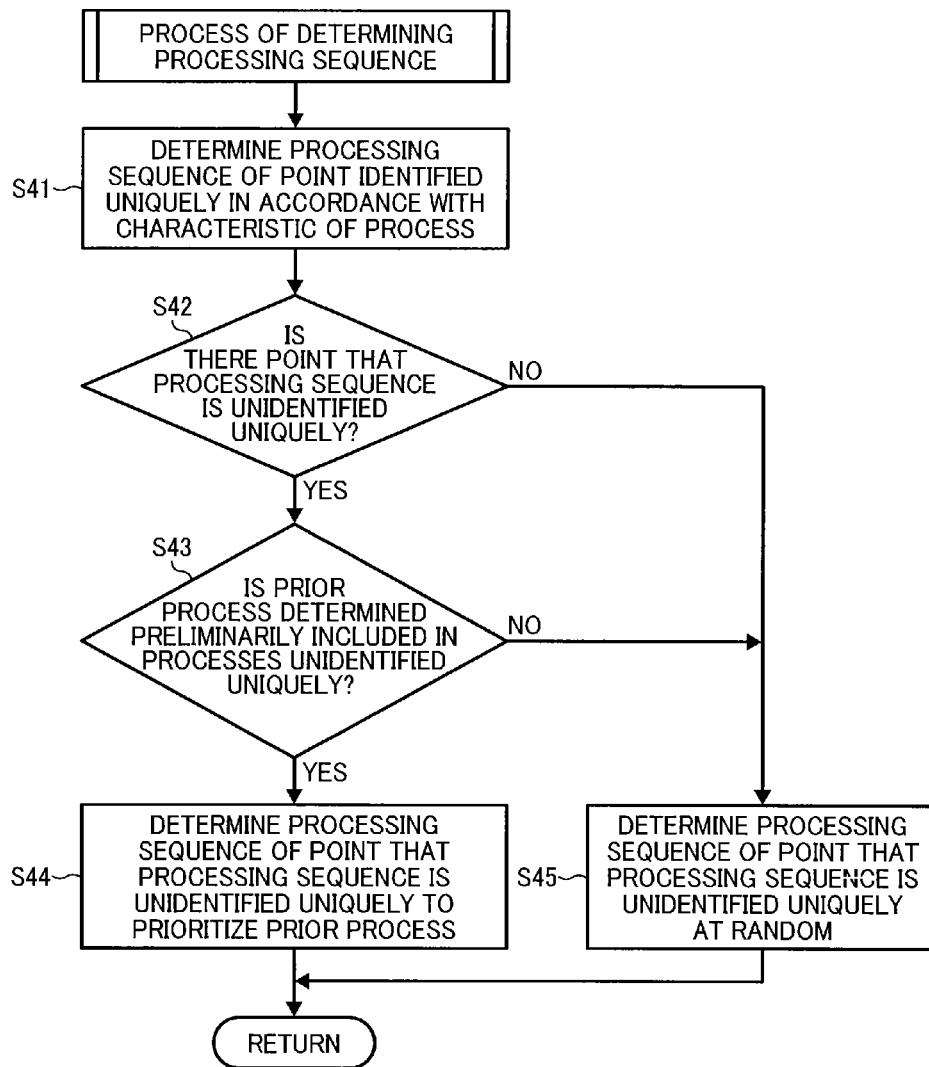 PROCESS OF DETERMINING
PROCESSING SEQUENCE
S41
DETERMINE PROCESSING
SEQUENCE OF POINT IDENTIFIED
UNIQUELY IN ACCORDANCE WITH
CHARACTERISTIC OF PROCESS
S42
IS
THERE POINT THAT
PROCESSING SEQUENCE
IS UNIDENTIFIED
UNIQUELY?
NO
YES
S43
IS PRIOR
PROCESS DETERMINED
PRELIMINARILY INCLUDED IN
PROCESSES UNIDENTIFIED
UNIQUELY?
NO
YES
S44
DETERMINE PROCESSING
SEQUENCE OF POINT THAT
PROCESSING SEQUENCE IS
UNIDENTIFIED UNIQUELY TO
PRIORITIZE PRIOR PROCESS
S45
DETERMINE PROCESSING
SEQUENCE OF POINT THAT
PROCESSING SEQUENCE IS
UNIDENTIFIED UNIQUELY
AT RANDOM
RETURN